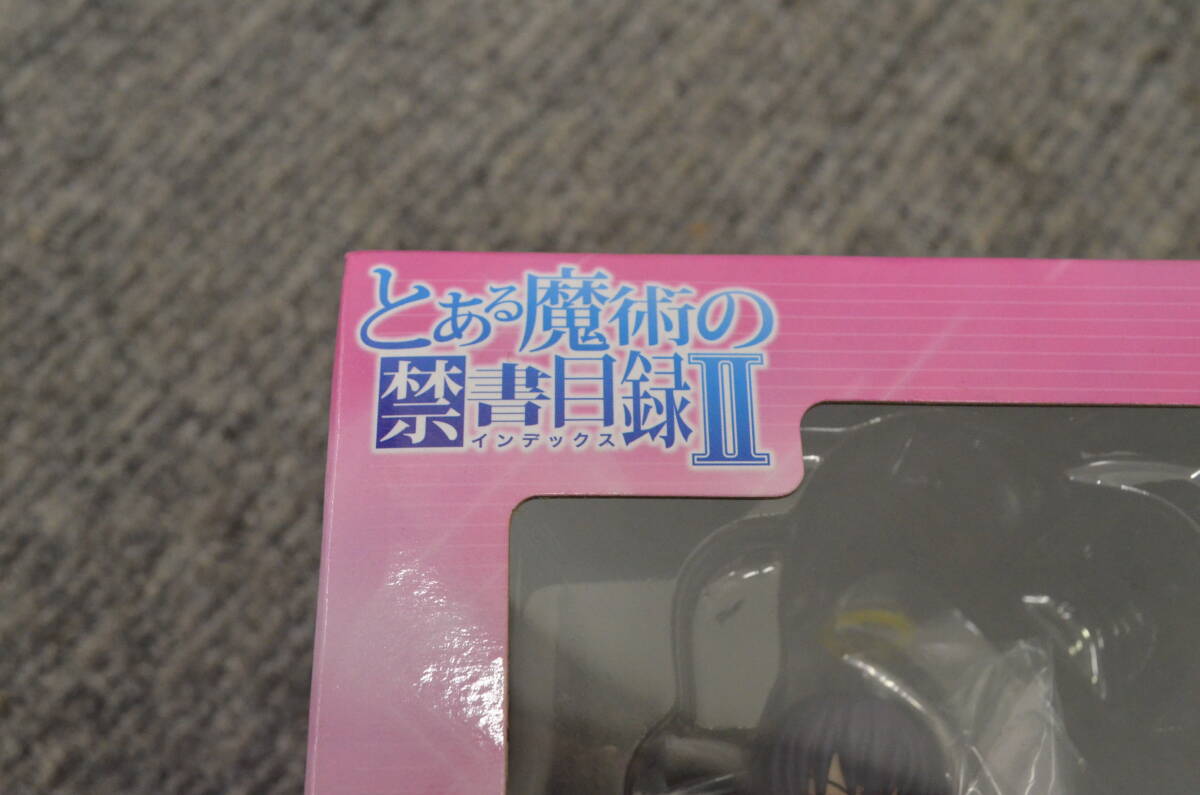 とある魔術の
禁書目録Ⅱ
インデックス